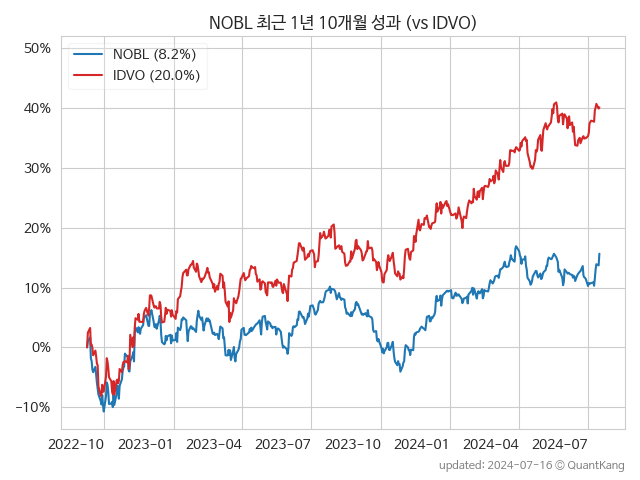 NOBL 최근 1년 10개월 성과 (vs IDVO)
50%
NOBL (8.2%)
IDVO (20.0%)
40%
30%
20%
10%
0%
−10%
2022-10 2023-01 2023-04 2023-07 2023-10 2024-01 2024-04 2024-07
updated: 2024-07-16 © QuantKang